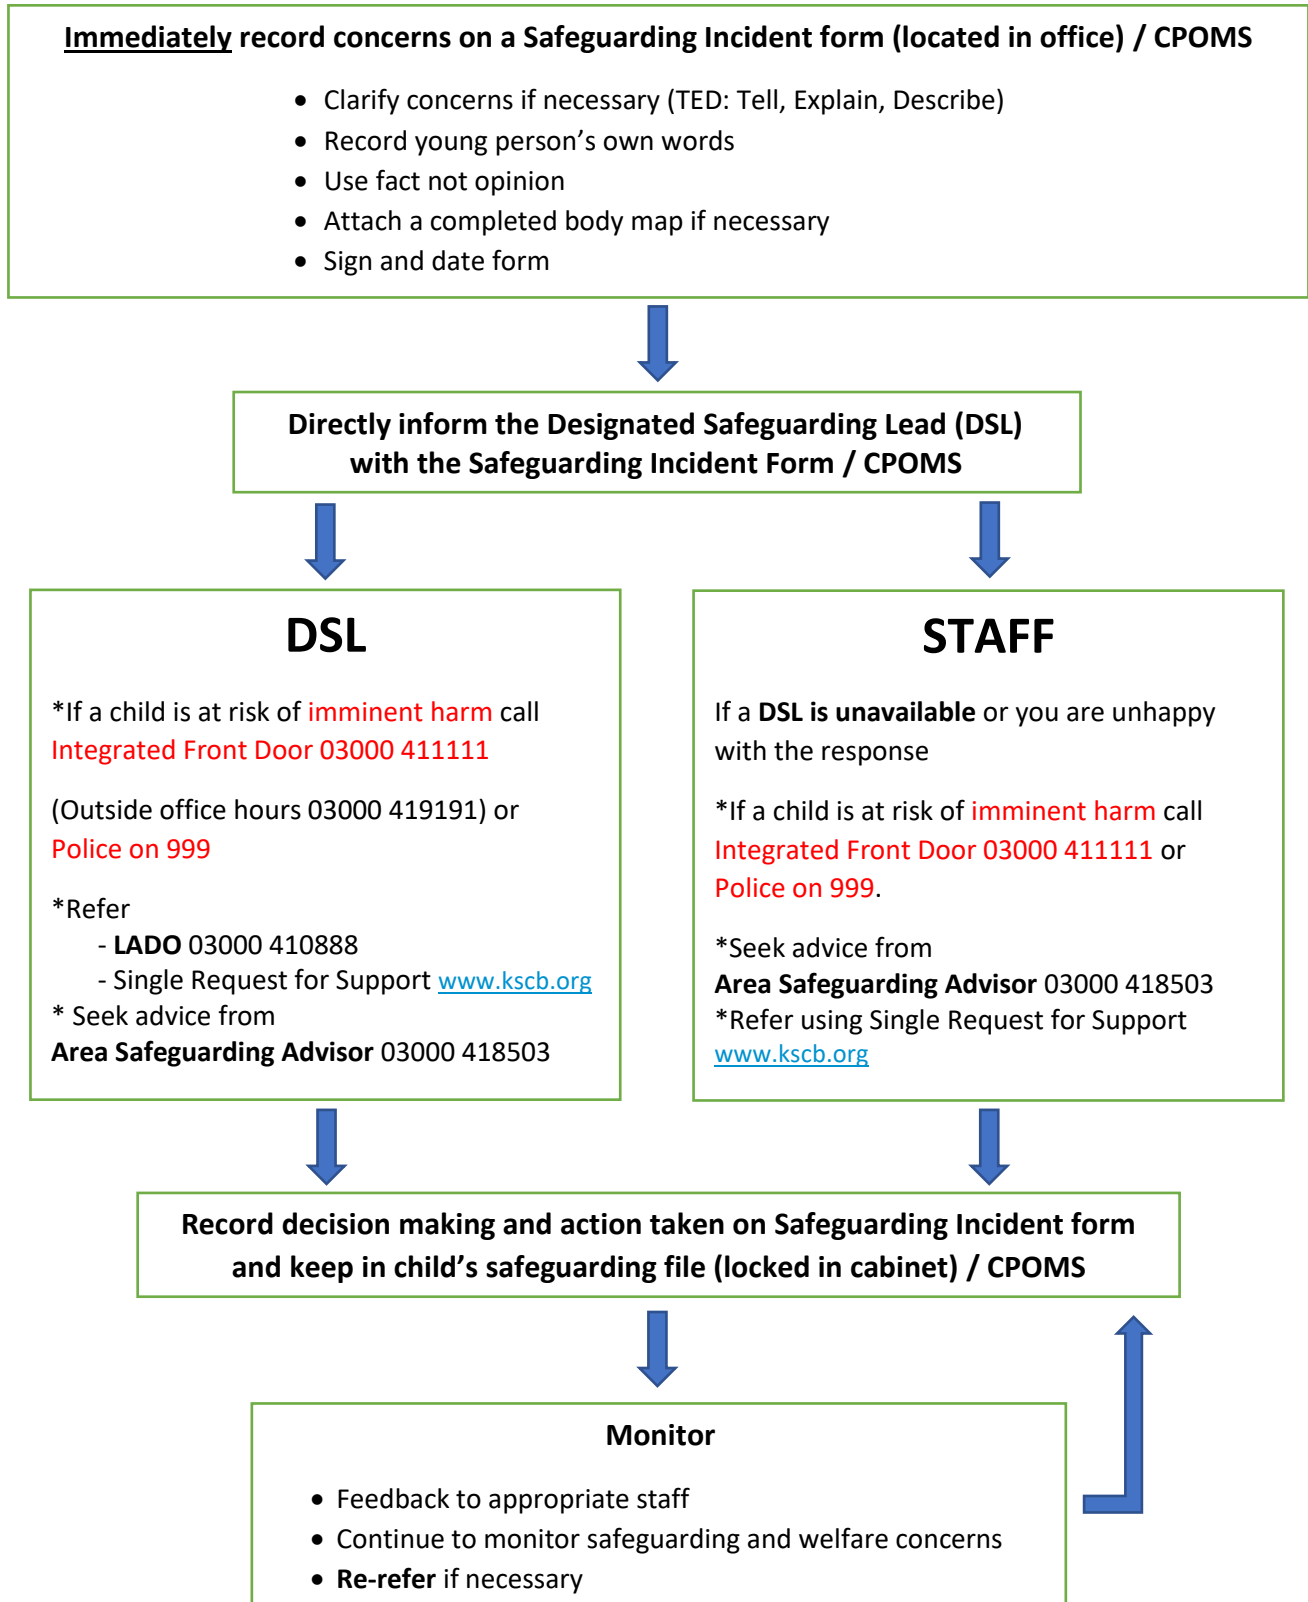 Immediately record concerns on a Safeguarding Incident form (located in office) / CPOMS
• Clarify concerns if necessary (TED: Tell, Explain, Describe)
• Record young person’s own words
• Use fact not opinion
• Attach a completed body map if necessary
• Sign and date form
Directly inform the Designated Safeguarding Lead (DSL)
with the Safeguarding Incident Form / CPOMS
DSL
*If a child is at risk of imminent harm call
Integrated Front Door 03000 411111
(Outside office hours 03000 419191) or
Police on 999
*Refer
- LADO 03000 410888
- Single Request for Support www.kscb.org
* Seek advice from
Area Safeguarding Advisor 03000 418503
STAFF
If a DSL is unavailable or you are unhappy
with the response
*If a child is at risk of imminent harm call
Integrated Front Door 03000 411111 or
Police on 999.
*Seek advice from
Area Safeguarding Advisor 03000 418503
*Refer using Single Request for Support
www.kscb.org
Record decision making and action taken on Safeguarding Incident form
and keep in child’s safeguarding file (locked in cabinet) / CPOMS
Monitor
• Feedback to appropriate staff
• Continue to monitor safeguarding and welfare concerns
• Re-refer if necessary